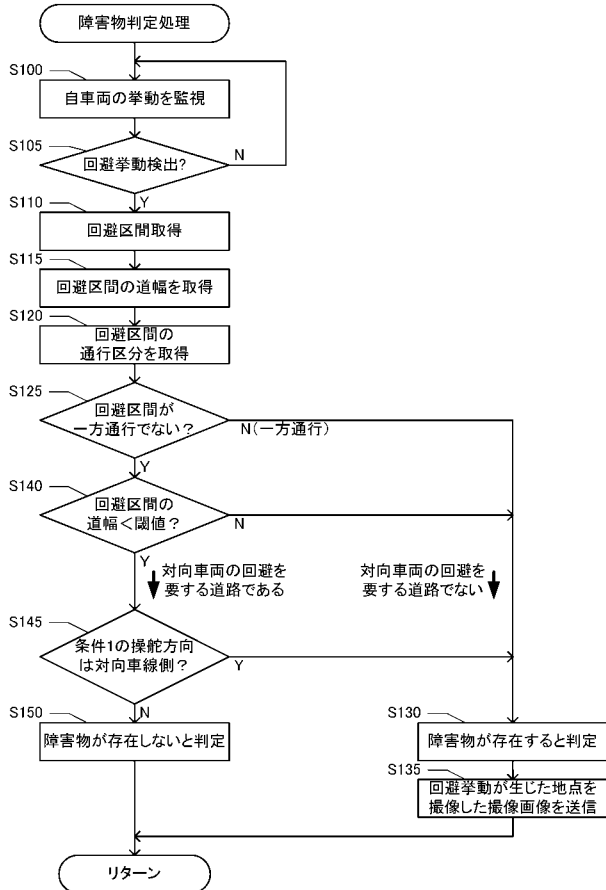 障害物判定処理
S100
自車両の挙動を監視
S105
回避挙動検出?
N
Y
S110
回避区間取得
S115
回避区間の道幅を取得
S120
回避区間の
通行区分を取得
S125
回避区間が
一方通行でない？
N(一方通行)
Y
S140
回避区間の
道幅＜閾値？
N
Y
対向車両の回避を
要する道路である
対向車両の回避を
要する道路でない
S145
条件1の操舵方向
は対向車線側？
Y
N
S150
障害物が存在しないと判定
S130
障害物が存在すると判定
S135
回避挙動が生じた地点を
撮像した撮像画像を送信
リターン